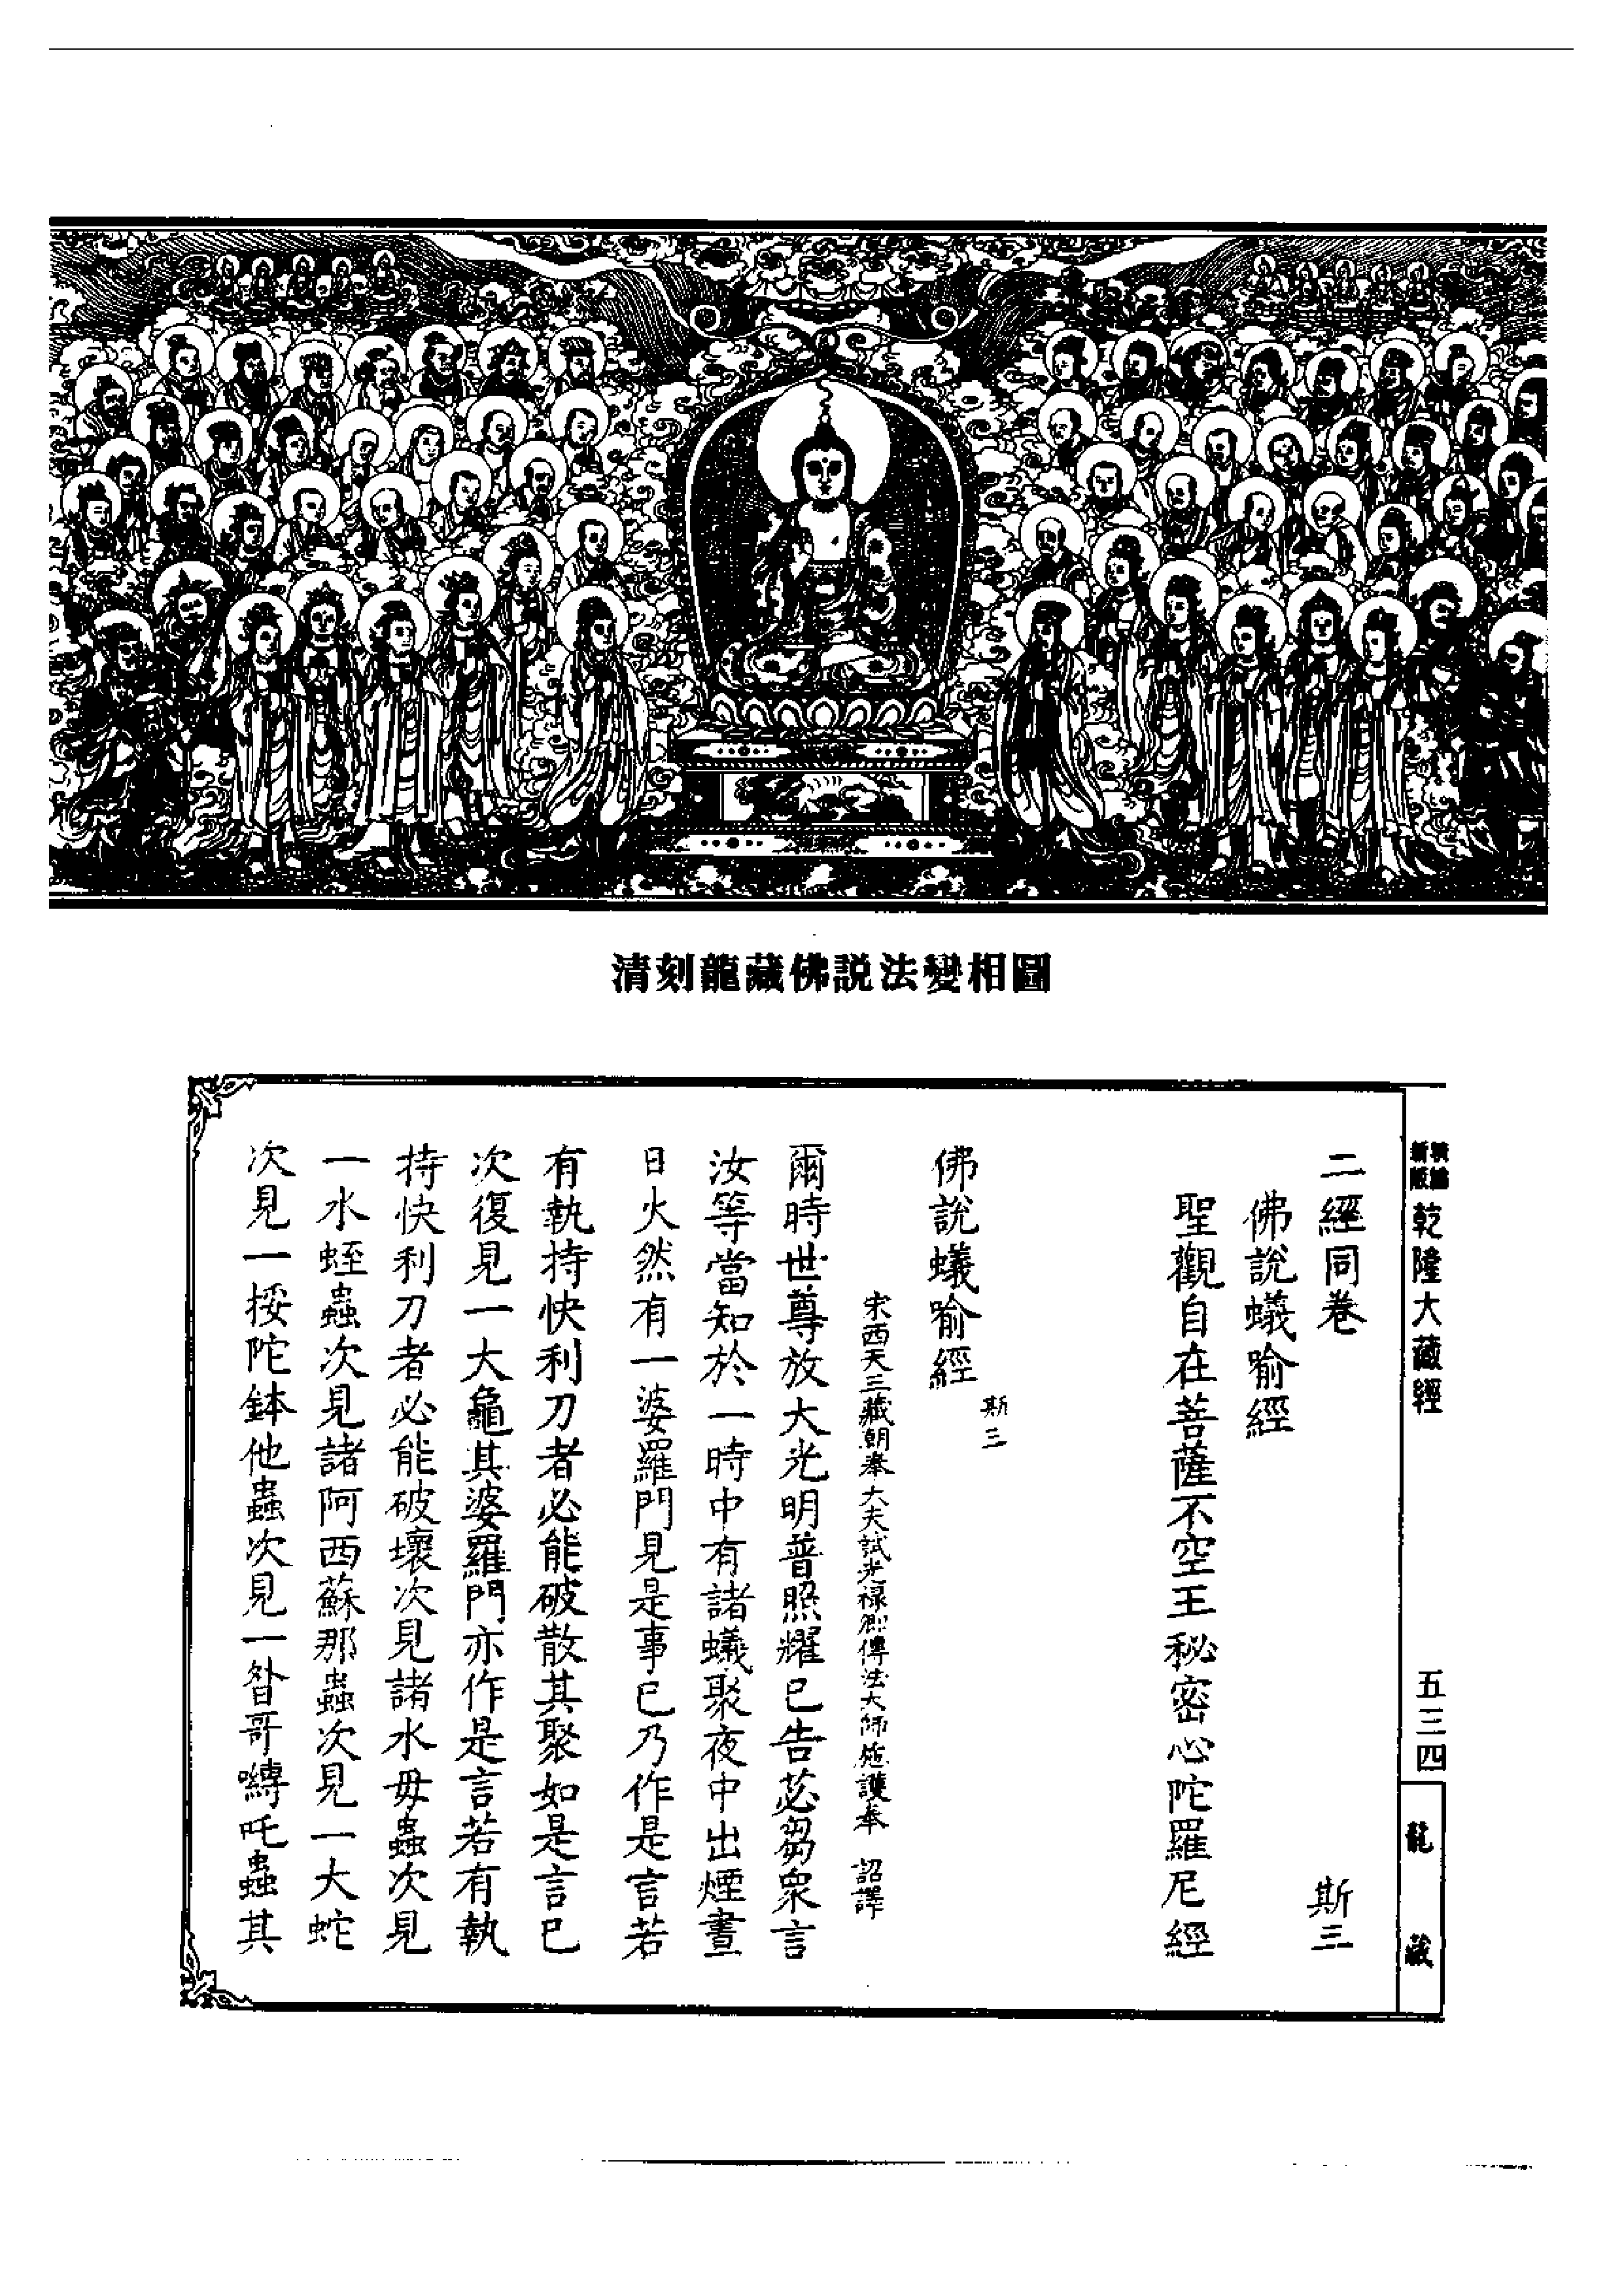 清刻龍藏佛説法變相圖
新編
新版
乾隆大藏經
五三四
龍藏
二經同卷 斯三
佛說蟻喻經
聖觀自在菩薩不空王秘密心陀羅尼經
佛說蟻喻經
斯三
宋西天三藏朝奉大夫試光祿卿傳法大師施護奉 詔譯
爾時世尊放大光明普照耀已告苾芻衆言
汝等當知於一時中有諸蟻聚夜中出煙晝
日火然有一婆羅門見是事已乃作是言若
有執持快利刀者必能破散其聚如是言已
次復見一大龜其婆羅門亦作是言若有執
持快利刀者必能破壞次見諸水母蟲次見
一水蛭蟲次見諸阿西蘇那蟲次見一大蛇
次見一挼陀鉢他蟲次見一喒哥嚩吒蟲其